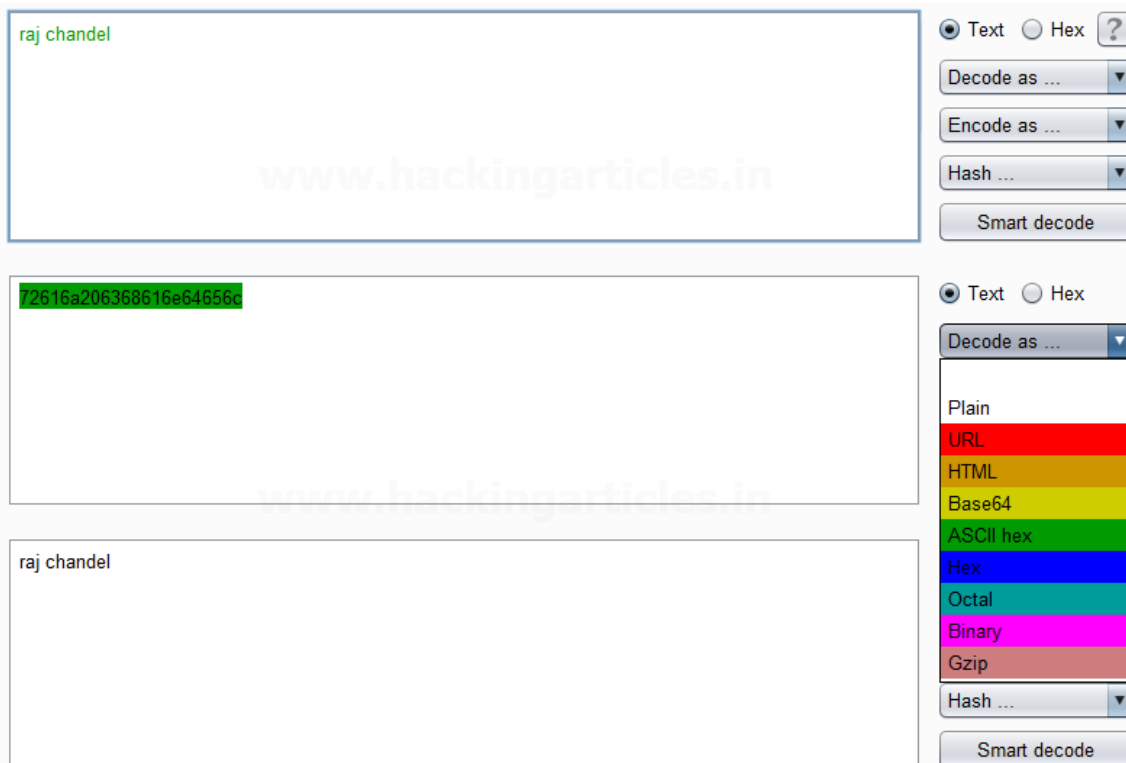 raj chandel
Text Hex ?
Decode as ...
Encode as ...
Hash ...
Smart decode
www.hackingarticles.in
72616a206368616e64656c
Text Hex
Decode as ...
Plain
URL
HTML
Base64
ASCII hex
Hex
Octal
Binary
Gzip
www.hackingarticles.in
raj chandel
Hash ...
Smart decode